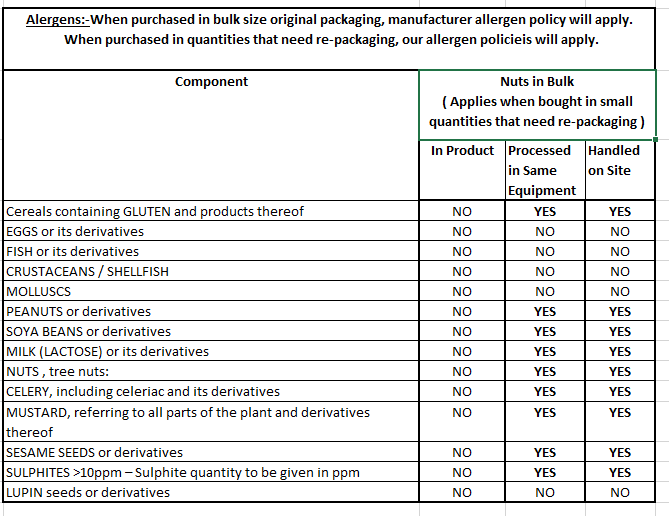 Alergens:-When purchased in bulk size original packaging, manufacturer allergen policy will apply.
When purchased in quantities that need re-packaging, our allergen policieis will apply.
Component
Nuts in Bulk
( Applies when bought in small
quantities that need re-packaging )
In Product Processed in Same Equipment Handled on Site
Cereals containing GLUTEN and products thereof NO YES YES
EGGS or its derivatives NO NO NO
FISH or its derivatives NO NO NO
CRUSTACEANS / SHELLFISH NO NO NO
MOLLUSCS NO NO NO
PEANUTS or derivatives NO YES YES
SOYA BEANS or derivatives NO YES YES
MILK (LACTOSE) or its derivatives NO YES YES
NUTS , tree nuts: NO YES YES
CELERY, including celeriac and its derivatives NO YES YES
MUSTARD, referring to all parts of the plant and derivatives NO YES YES
thereof
SESAME SEEDS or derivatives NO YES YES
SULPHITES >10ppm – Sulphite quantity to be given in ppm NO YES YES
LUPIN seeds or derivatives NO NO NO